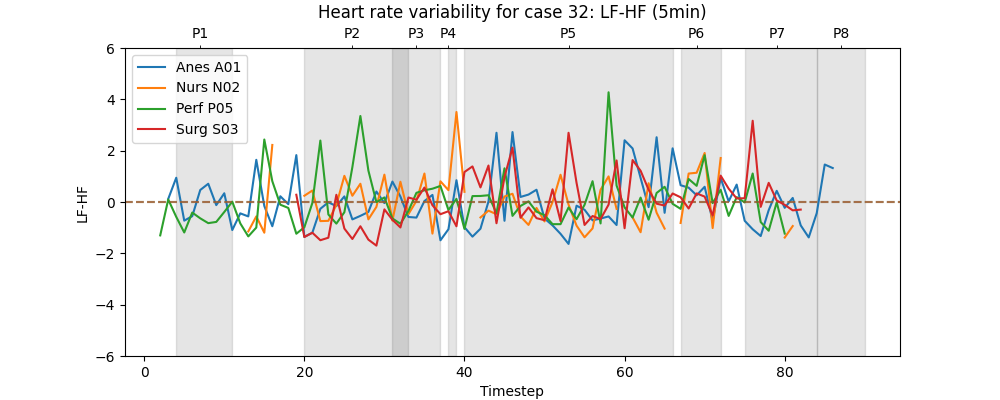 Heart rate variability for case 32: LF-HF (5min)
P1 P2 P3 P4 P5 P6 P7 P8
Anes A01
Nurs N02
Perf P05
Surg S03
6
4
2
0
−2
−4
−6
LF-HF
0 20 40 60 80
Timestep